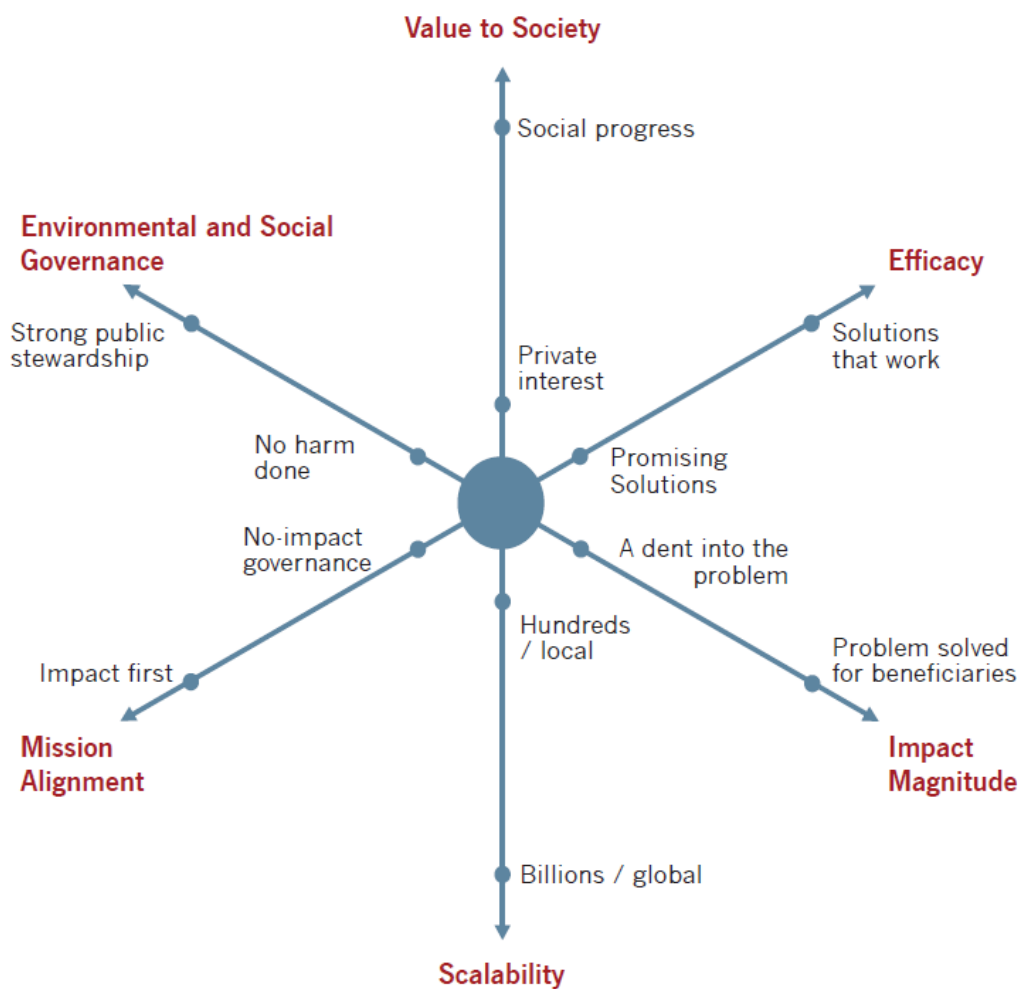 Value to Society
Social progress
Environmental and Social
Governance
Efficacy
Strong public
stewardship
Solutions
that work
Private
interest
No harm
done
Promising
Solutions
No-impact
governance
A dent into the
problem
Hundreds
/ local
Impact first
Problem solved
for beneficiaries
Mission
Alignment
Impact
Magnitude
Billions / global
Scalability